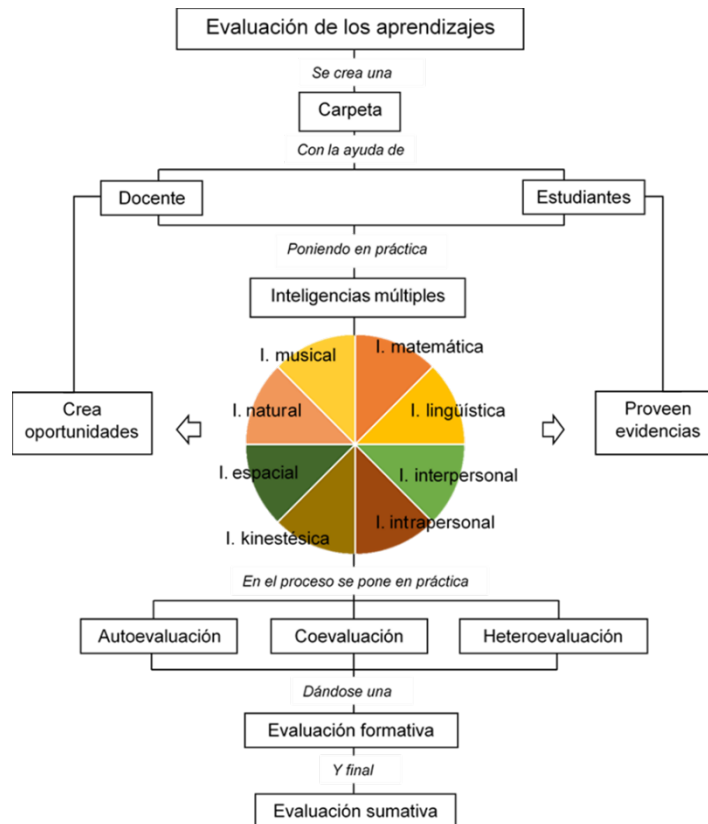 Evaluación de los aprendizajes
Se crea una
Carpeta
Con la ayuda de
Docente
Estudiantes
Poniendo en práctica
Inteligencias múltiples
I. musical
I. matemática
I. natural
I. lingüística
Crea
oportunidades
Proveen
evidencias
I. espacial
I. interpersonal
I. kinestésica
I. intrapersonal
En el proceso se pone en práctica
Autoevaluación
Coevaluación
Heteroevaluación
Dándose una
Evaluación formativa
Y final
Evaluación sumativa